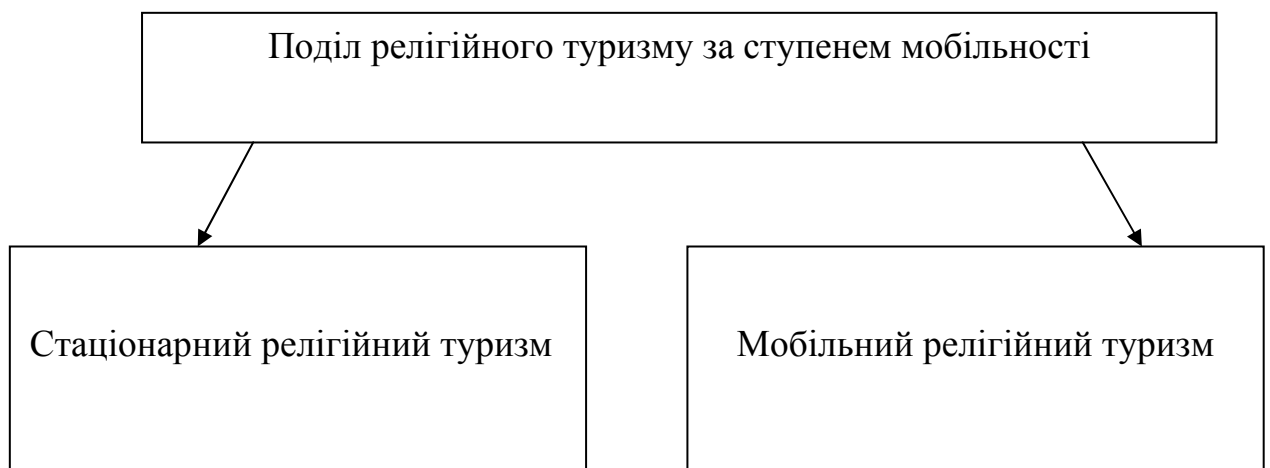 Поділ релігійного туризму за ступенем мобільності
Стаціонарний релігійний туризм
Мобільний релігійний туризм